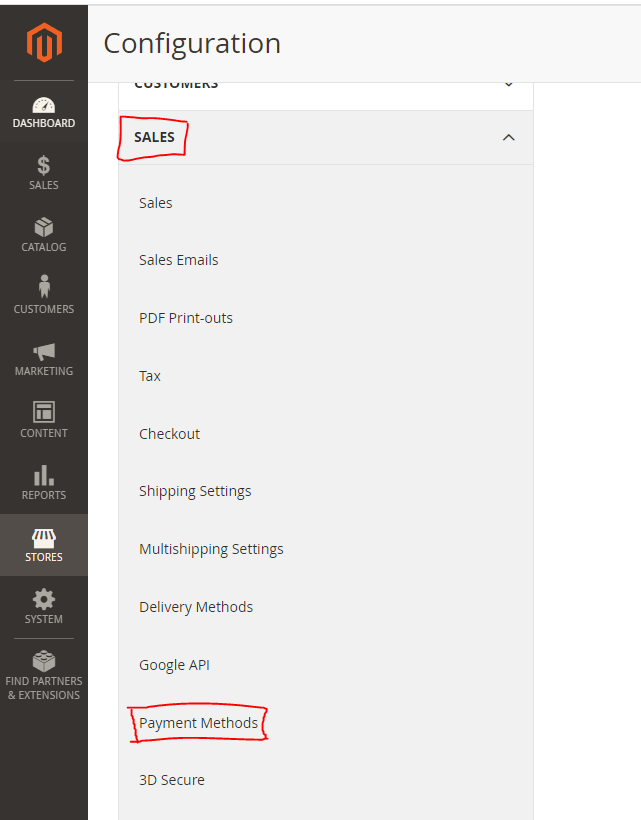 Configuration
CUSTOMERS
DASHBOARD
SALES
SALES
CATALOG
CUSTOMERS
MARKETING
CONTENT
REPORTS
STORES
SYSTEM
FIND PARTNERS
& EXTENSIONS
Sales
Sales Emails
PDF Print-outs
Tax
Checkout
Shipping Settings
Multishipping Settings
Delivery Methods
Google API
Payment Methods
3D Secure